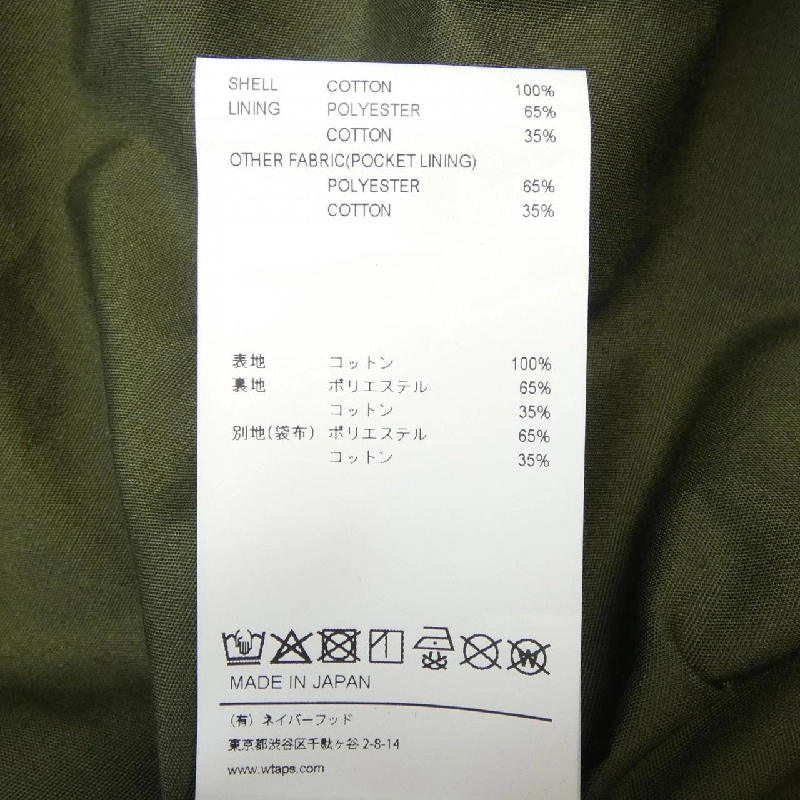 SHELL COTTON 100%
LINING POLYESTER 65%
COTTON 35%
OTHER FABRIC(POCKET LINING)
POLYESTER 65%
COTTON 35%
表地 コットン 100%
裏地 ポリエステル 65%
コットン 35%
別地(袋布) ポリエステル 65%
コットン 35%
W
MADE IN JAPAN
(有) ネイバーフッド
東京都渋谷区千駄ヶ谷 2-8-14
www.wtaps.com